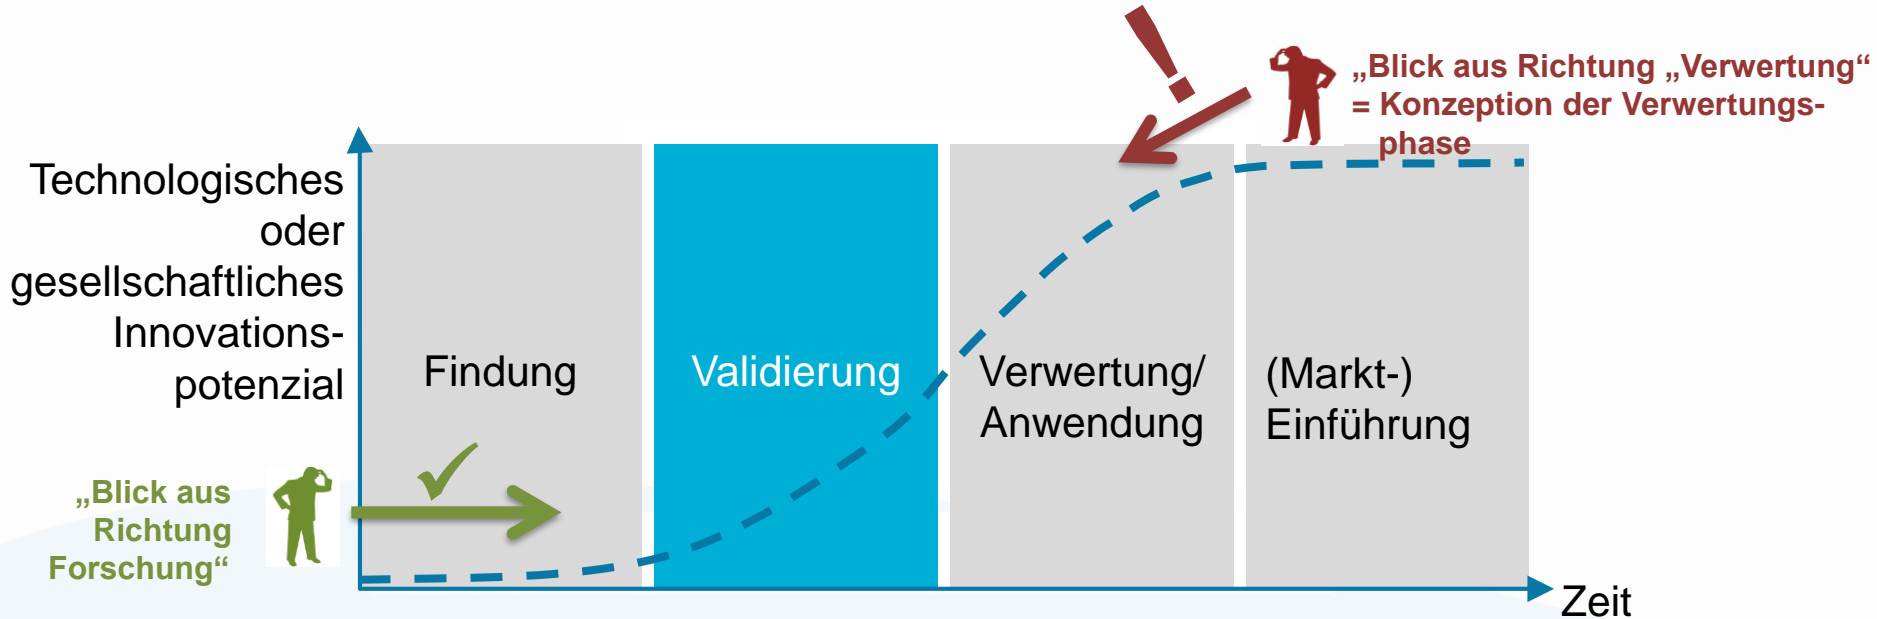 „Blick aus Richtung „Verwertung“
= Konzeption der Verwertungs-
phase
Technologisches
oder
gesellschaftliches
Innovations-
potenzial
Findung
Validierung
Verwertung/
Anwendung
(Markt-)
Einführung
„Blick aus
Richtung
Forschung“
Zeit